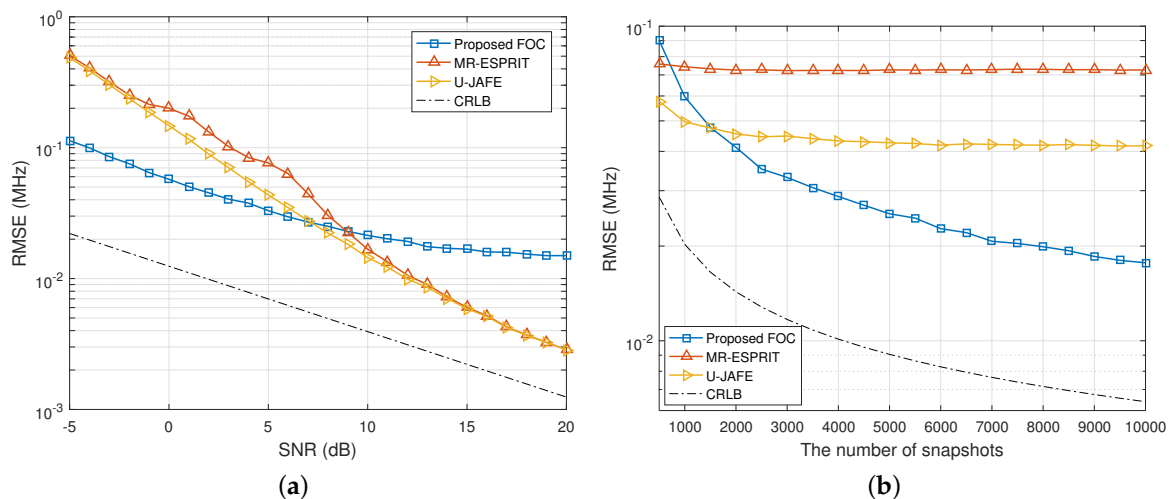 10^0
10^-1
10^-2
10^-3
RMSE (MHz)
-5 0 5 10 15 20
SNR (dB)
Proposed FOC
MR-ESPRIT
U-JAFE
CRLB
(a)
10^-1
10^-2
RMSE (MHz)
1000 2000 3000 4000 5000 6000 7000 8000 9000 10000
The number of snapshots
Proposed FOC
MR-ESPRIT
U-JAFE
CRLB
(b)